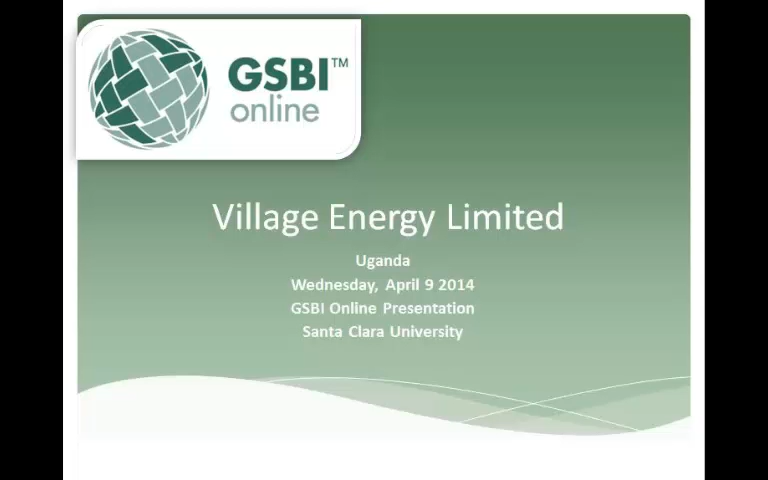 GSBI™
online
Village Energy Limited
Uganda
Wednesday, April 9 2014
GSBI Online Presentation
Santa Clara University